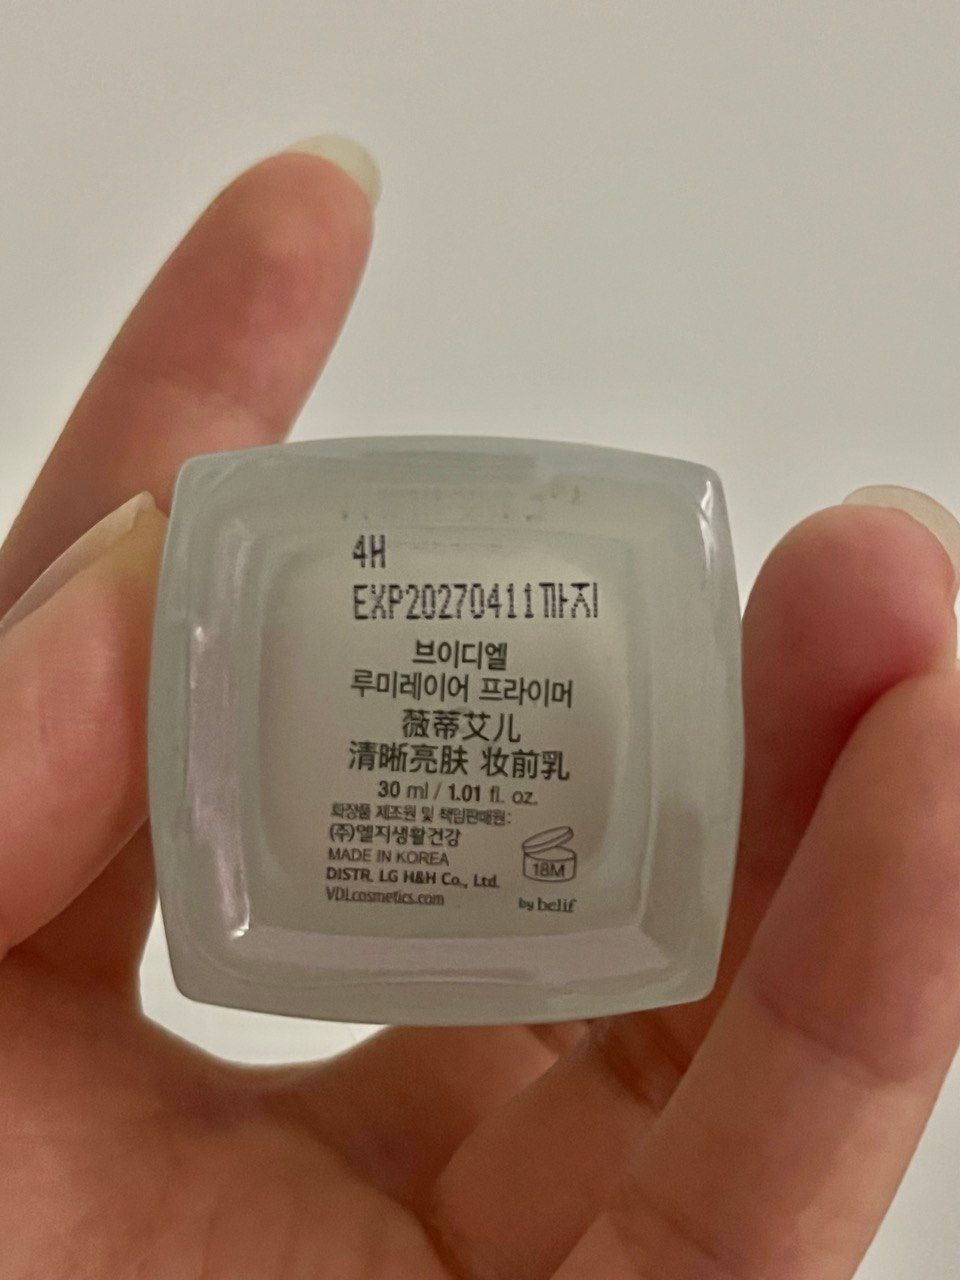 4H
EXP20270411까지
브이디엘
루미레이어 프라이머
薇蒂艾儿
清晰亮肤 妆前乳
30 ml / 1.01 fl. oz.
화장품 제조원 및 책임판매원:
(주)엘지생활건강
MADE IN KOREA
DISTR. LG H&H Co., Ltd.
VDLcosmetics.com
18M
by belif